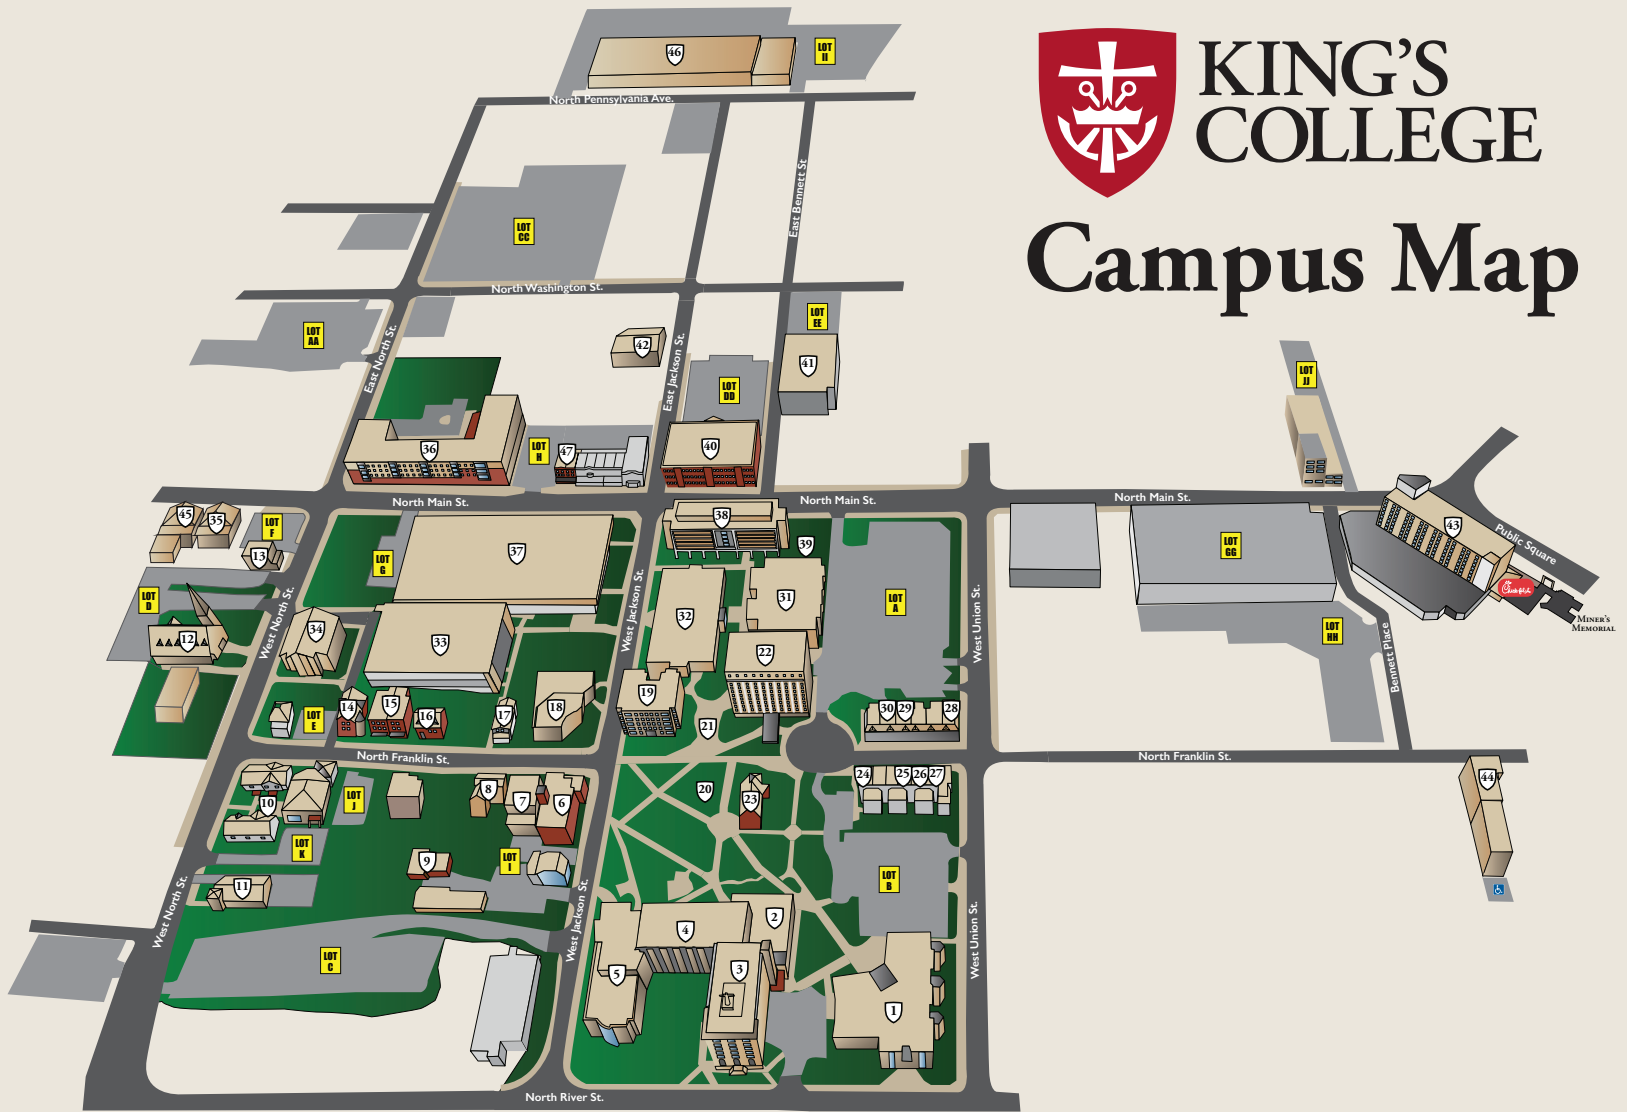 KING'S
COLLEGE
Campus Map
46
LOT
II
North Pennsylvania Ave.
East Bennett St
LOT
CC
North Washington St.
LOT
AA
East North St.
42
East Jackson St.
LOT
EE
41
LOT
DD
LOT
JJ
36
LOT
H
47
40
North Main St.
North Main St.
North Main St.
45
35
LOT
F
13
38
39
43
Public Square
LOT
G
37
LOT
GG
LOT
D
West North St.
West Jackson St.
31
LOT
A
West Union St.
MINER'S
MEMORIAL
12
34
33
32
LOT
HH
Bennett Place
22
14
15
16
17
18
19
LOT
E
21
30
29
28
North Franklin St.
North Franklin St.
10
LOT
J
8
7
6
20
23
24
25
26
27
44
LOT
K
9
LOT
I
11
LOT
B
West North St.
West Jackson St.
West Union St.
LOT
C
4
2
5
3
1
North River St.